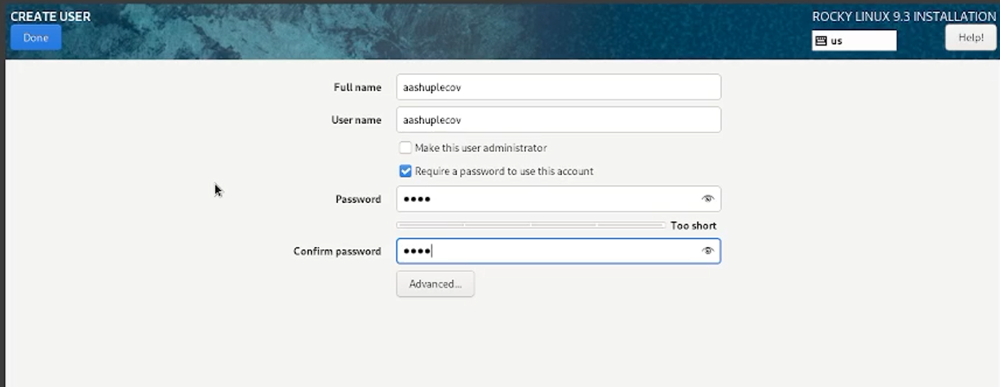 CREATE USER
ROCKY LINUX 9.3 INSTALLATION
Done
us
Help!
Full name
aashuplecov
User name
aashuplecov
Make this user administrator
Require a password to use this account
Password
••••
Too short
Confirm password
••••
Advanced...